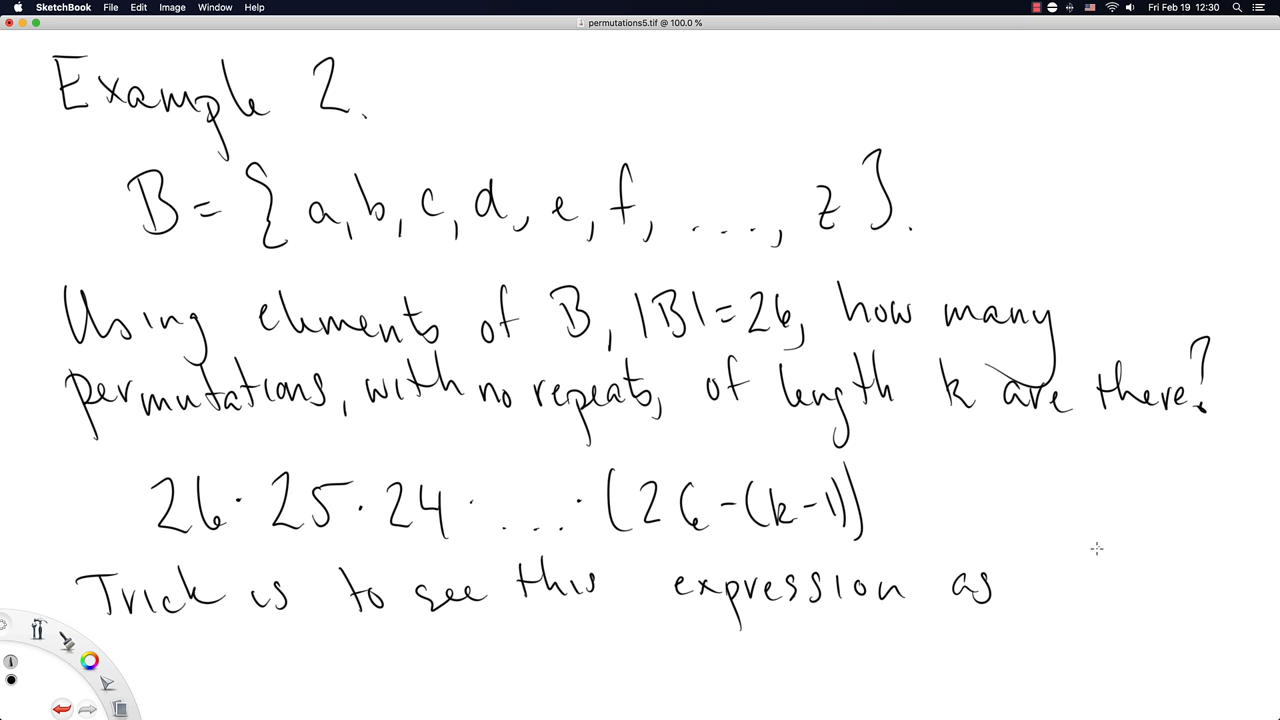 SketchBook File Edit Image Window Help Fri Feb 19 12:30
permutations5.tif @ 100.0 %
Example 2.
B = { a, b, c, d, e, f, ..., z }.
Using elements of B, |B| = 26, how many
permutations, with no repeats, of length k are there?
26 · 25 · 24 · ... · (26 - (k - 1))
Trick is to see this expression as